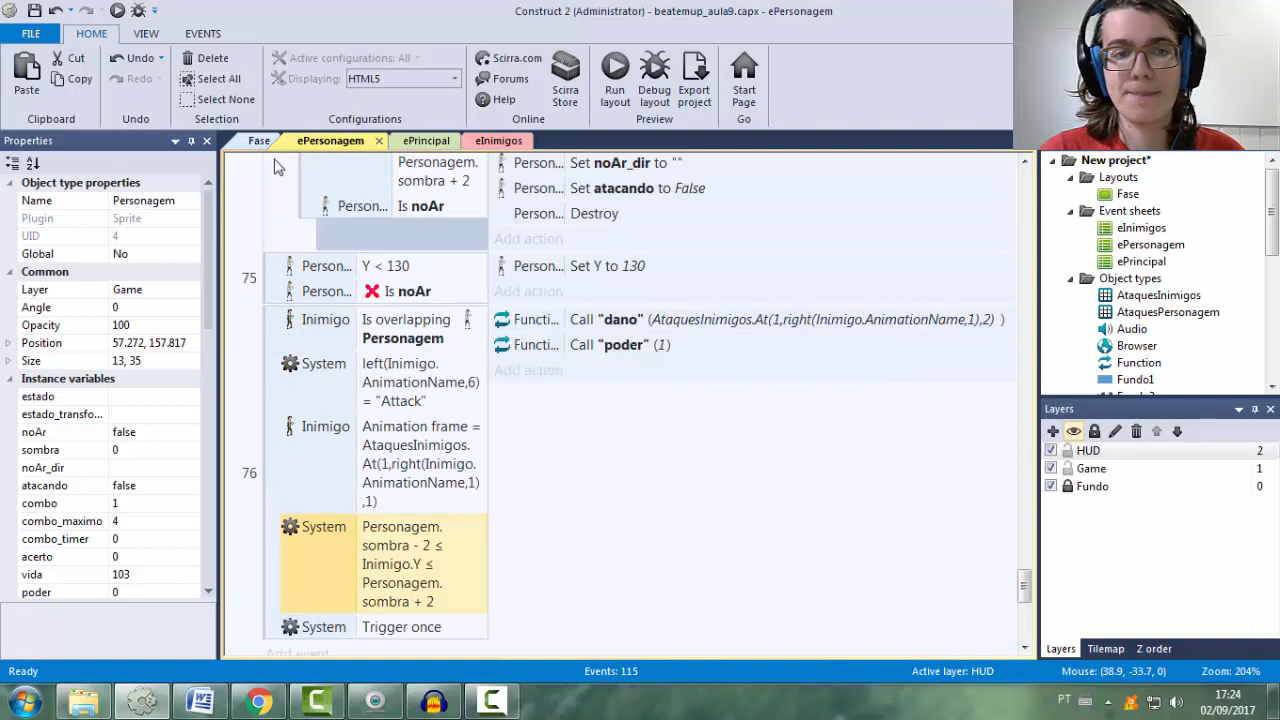 Construct 2 (Administrator) - beatemup_aula9.capx - ePersonagem
FILE HOME VIEW EVENTS
Paste
Cut
Copy
Clipboard
Undo
Redo
Undo
Delete
Select All
Select None
Selection
Active configurations: All
Displaying: HTML5
Configurations
Scirra.com
Forums
Help
Scirra Store
Online
Run layout
Debug layout
Export project
Preview
Start Page
Go
Properties
Object type properties
Name Personagem
Plugin Sprite
UID 4
Global No
Common
Layer Game
Angle 0
Opacity 100
Position 57.272, 157.817
Size 13, 35
Instance variables
estado
estado_transfo...
noAr false
sombra 0
noAr_dir
atacando false
combo 1
combo_maximo 4
combo_timer 0
acerto 0
vida 103
poder 0
Fase ePersonagem ePrincipal eInimigos
Personagem.
sombra + 2
Person... Is noAr
Person... Set noAr_dir to ""
Person... Set atacando to False
Person... Destroy
Add action
75
Person... Y < 130
Person... Is noAr
Person... Set Y to 130
Add action
76
Inimigo Is overlapping
Personagem
System left(Inimigo.
AnimationName,6)
= "Attack"
Inimigo Animation frame =
AtaquesInimigos.
At(1,right(Inimigo.
AnimationName,1)
,1)
System Personagem.
sombra - 2 ≤
Inimigo.Y ≤
Personagem.
sombra + 2
System Trigger once
Functi... Call "dano" (AtaquesInimigos.At(1,right(Inimigo.AnimationName,1),2) )
Functi... Call "poder" (1)
Add action
Add event
New project*
Layouts
Fase
Event sheets
eInimigos
ePersonagem
ePrincipal
Object types
AtaquesInimigos
AtaquesPersonagem
Audio
Browser
Function
Fundo1
Layers
HUD 2
Game 1
Fundo 0
Layers Tilemap Z order
Ready Events: 115 Active layer: HUD Mouse: (38.9, -33.7, 0) Zoom: 204%
PT
17:24
02/09/2017